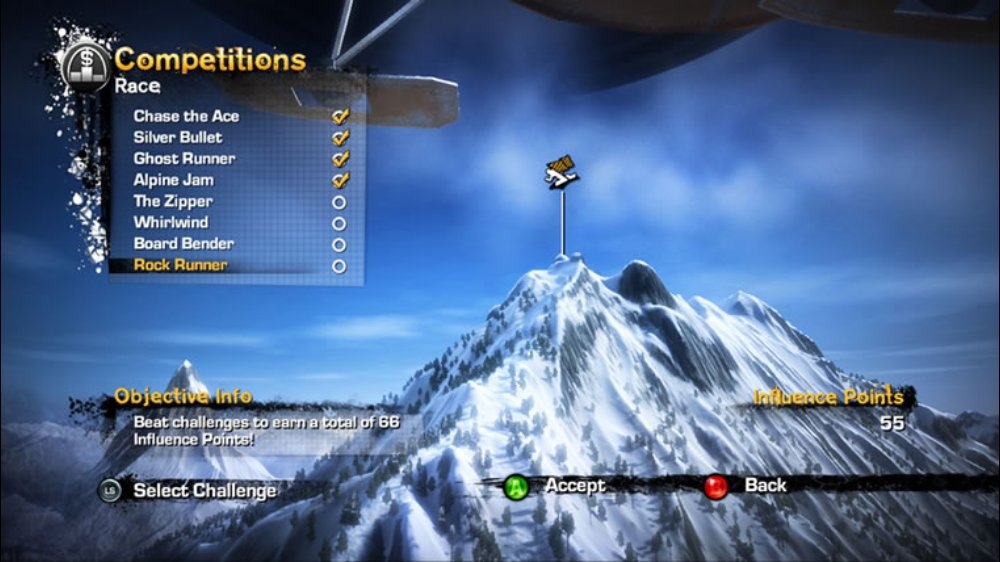 Competitions
Race
Chase the Ace
Silver Bullet
Ghost Runner
Alpine Jam
The Zipper
Whirlwind
Board Bender
Rock Runner
Objective Info
Beat challenges to earn a total of 66
Influence Points!
Influence Points
55
LS Select Challenge
A Accept
B Back